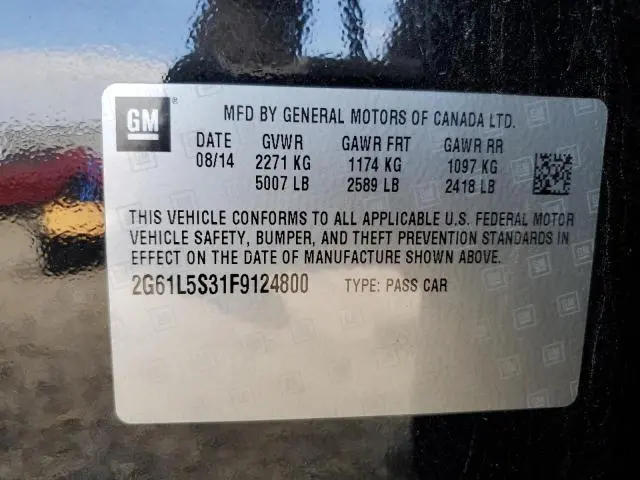 GM®
MFD BY GENERAL MOTORS OF CANADA LTD.
DATE GVWR GAWR FRT GAWR RR
08/14 2271 KG 1174 KG 1097 KG
5007 LB 2589 LB 2418 LB
THIS VEHICLE CONFORMS TO ALL APPLICABLE U.S. FEDERAL MOTOR
VEHICLE SAFETY, BUMPER, AND THEFT PREVENTION STANDARDS IN
EFFECT ON THE DATE OF MANUFACTURE SHOWN ABOVE.
2G61L5S31F9124800 TYPE: PASS CAR